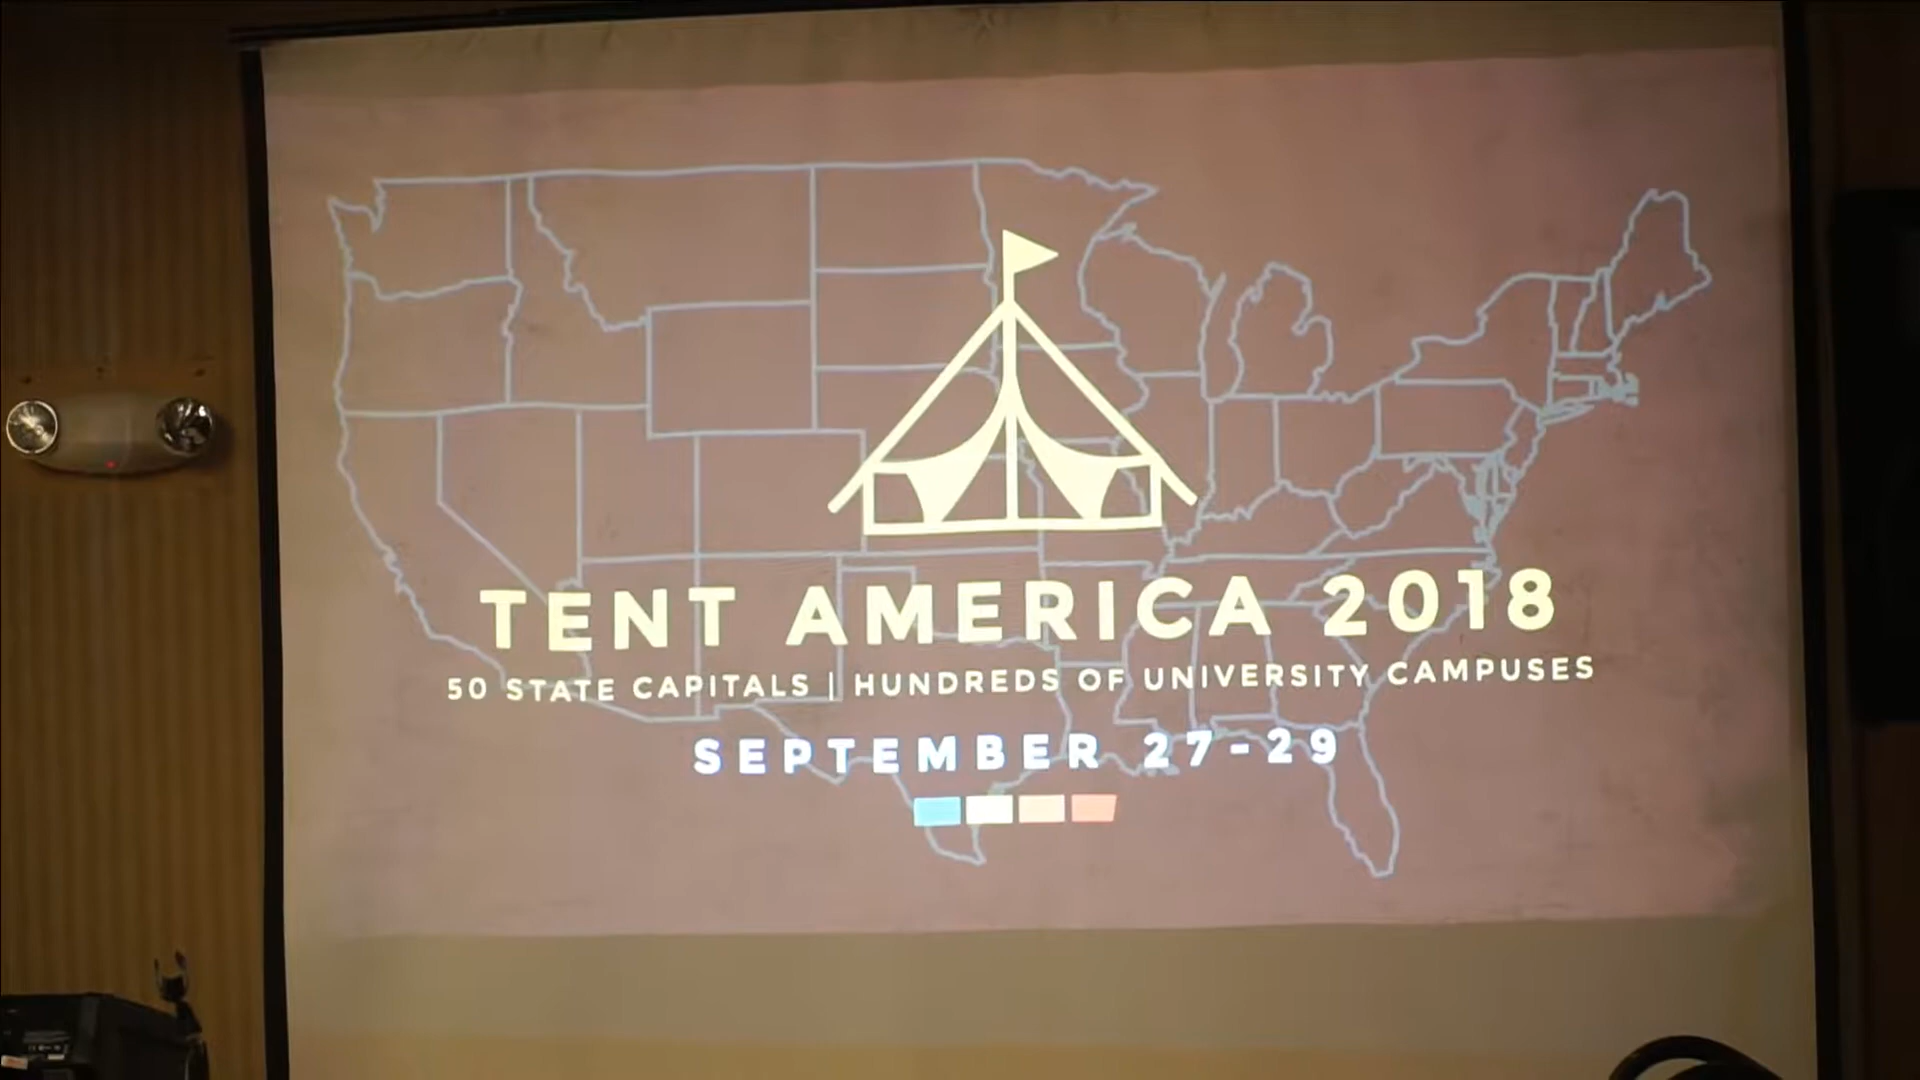 TENT AMERICA 2018
50 STATE CAPITALS | HUNDREDS OF UNIVERSITY CAMPUSES
SEPTEMBER 27-29